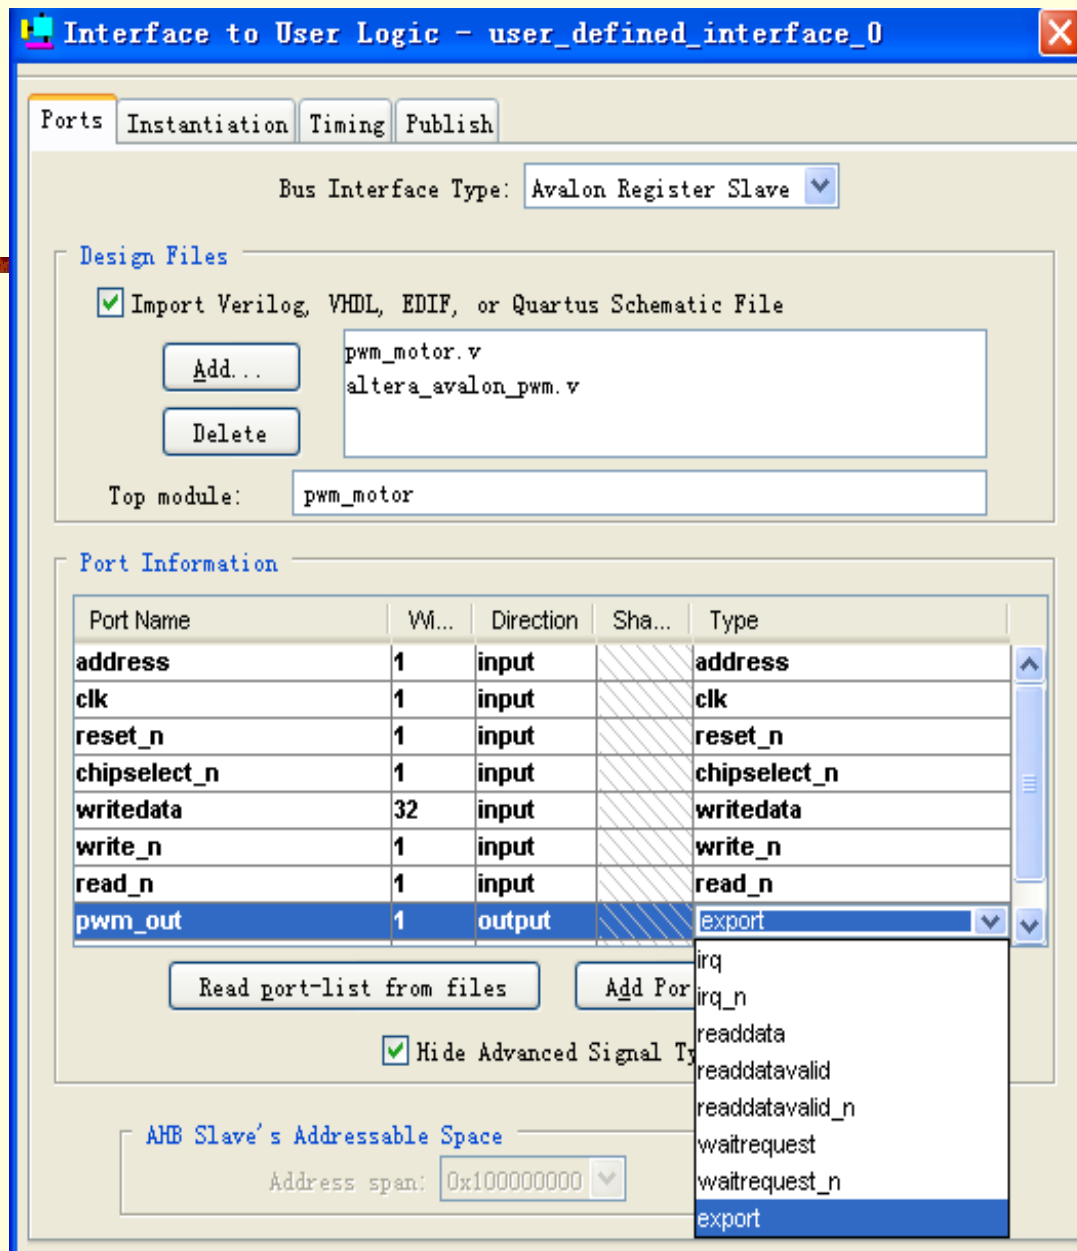 Interface to User Logic - user_defined_interface_0
Ports Instantiation Timing Publish
Bus Interface Type: Avalon Register Slave
Design Files
Import Verilog, VHDL, EDIF, or Quartus Schematic File
Add...
pwm_motor.v
altera_avalon_pwm.v
Delete
Top module: pwm_motor
Port Information
Port Name Wi... Direction Sha... Type
address 1 input address
clk 1 input clk
reset_n 1 input reset_n
chipselect_n 1 input chipselect_n
writedata 32 input writedata
write_n 1 input write_n
read_n 1 input read_n
pwm_out 1 output export
irq
Read port-list from files Add Por
irq_n
readdata
Hide Advanced Signal Ty
readdatavalid
readdatavalid_n
AHB Slave's Addressable Space
waitrequest
Address span: 0x100000000
waitrequest_n
export